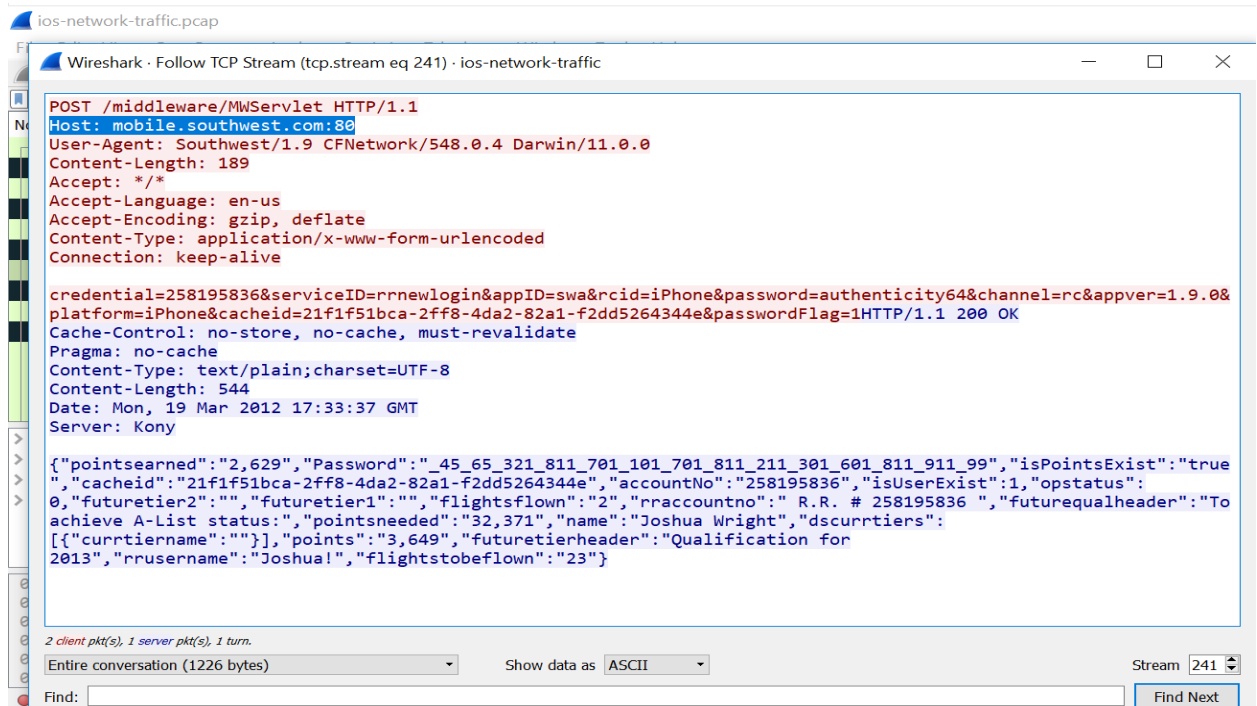 ios-network-traffic.pcap
Wireshark · Follow TCP Stream (tcp.stream eq 241) · ios-network-traffic
POST /middleware/MWServlet HTTP/1.1
Host: mobile.southwest.com:80
User-Agent: Southwest/1.9 CFNetwork/548.0.4 Darwin/11.0.0
Content-Length: 189
Accept: */*
Accept-Language: en-us
Accept-Encoding: gzip, deflate
Content-Type: application/x-www-form-urlencoded
Connection: keep-alive
credential=258195836&serviceID=rrnewlogin&appID=swa&rcid=iPhone&password=authenticity64&channel=rc&appver=1.9.0&
platform=iPhone&cacheid=21f1f51bca-2ff8-4da2-82a1-f2dd5264344e&passwordFlag=1HTTP/1.1 200 OK
Cache-Control: no-store, no-cache, must-revalidate
Pragma: no-cache
Content-Type: text/plain;charset=UTF-8
Content-Length: 544
Date: Mon, 19 Mar 2012 17:33:37 GMT
Server: Kony
{"pointsearned":"2,629","Password":"_45_65_321_811_701_101_701_811_211_301_601_811_911_99","isPointsExist":"true
","cacheid":"21f1f51bca-2ff8-4da2-82a1-f2dd5264344e","accountNo":"258195836","isUserExist":1,"opstatus":
0,"futuretier2":"","futuretier1":"","flightsflown":"2","rraccountno":" R.R. # 258195836 ","futurequalheader":"To
achieve A-List status:","pointsneeded":"32,371","name":"Joshua Wright","dscurrtiers":
[{"currtiername":""}],"points":"3,649","futuretierheader":"Qualification for
2013","rrusername":"Joshua!","flightstobeflown":"23"}
2 client pkt(s), 1 server pkt(s), 1 turn.
Entire conversation (1226 bytes) Show data as ASCII Stream 241
Find: Find Next